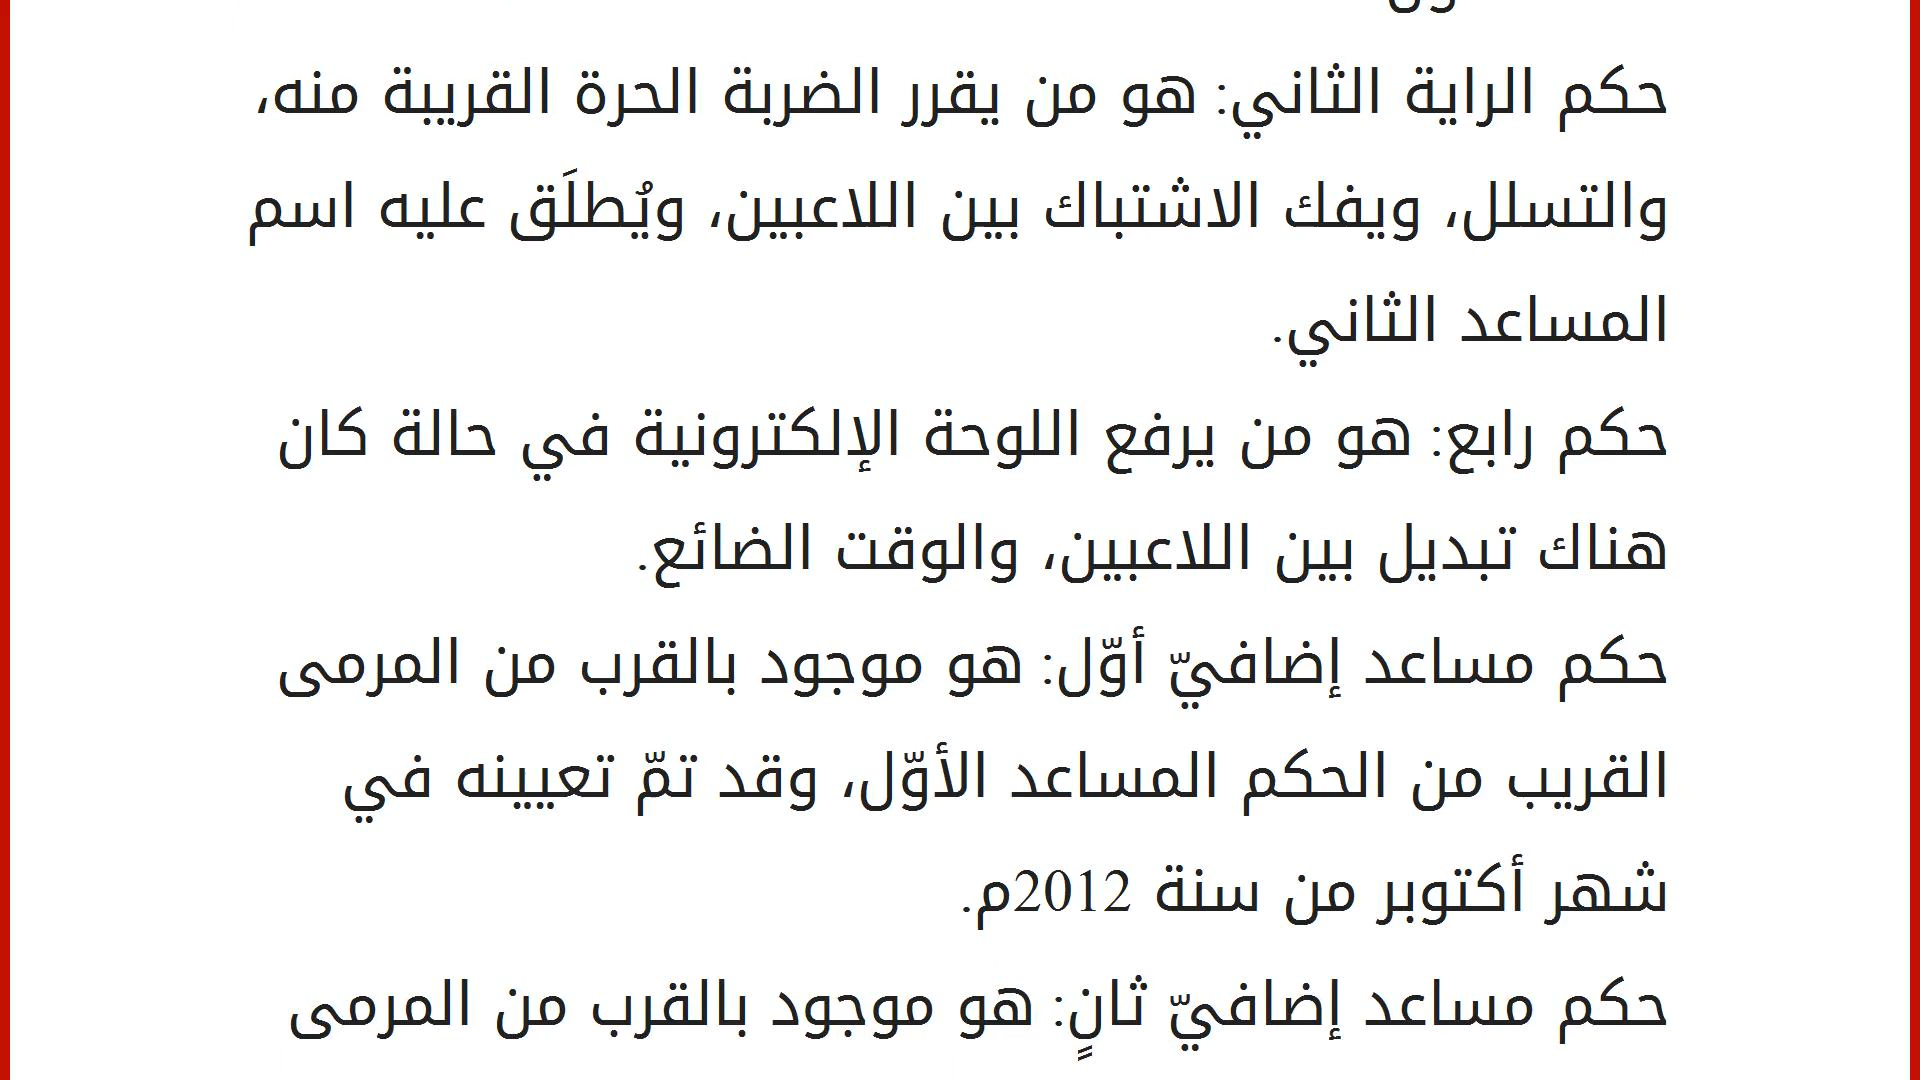 حكم الراية الثاني: هو من يقرر الضربة الحرة القريبة منه،
والتسلل، ويفك الاشتباك بين اللاعبين، ويُطلَق عليه اسم
المساعد الثاني.
حكم رابع: هو من يرفع اللوحة الإلكترونية في حالة كان
هناك تبديل بين اللاعبين، والوقت الضائع.
حكم مساعد إضافيّ أوّل: هو موجود بالقرب من المرمى
القريب من الحكم المساعد الأوّل، وقد تمّ تعيينه في
شهر أكتوبر من سنة 2012م.
حكم مساعد إضافيّ ثانٍ: هو موجود بالقرب من المرمى